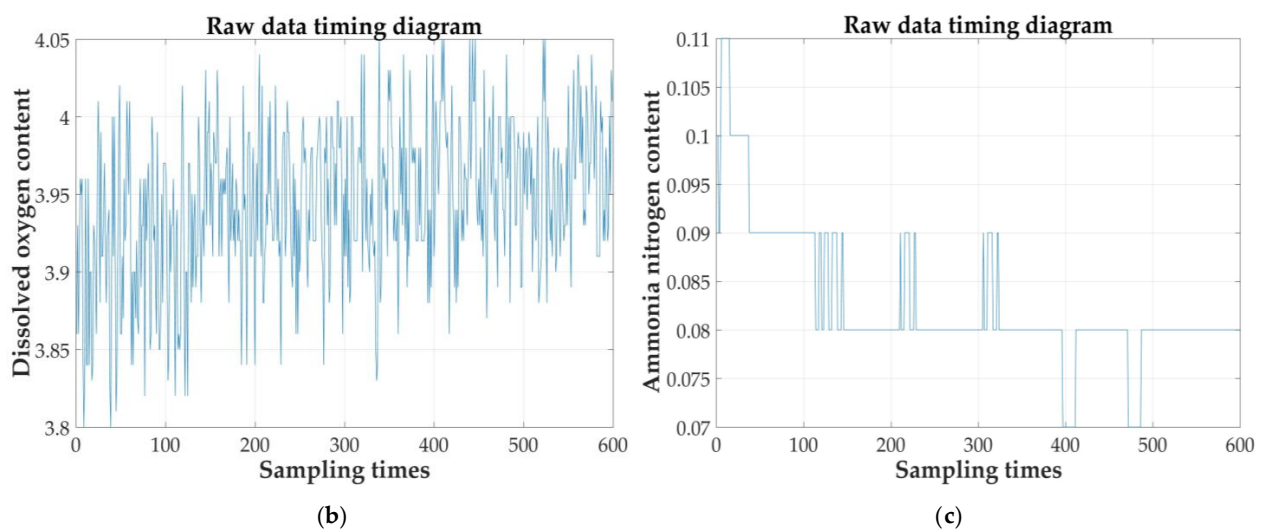 Raw data timing diagram
4.05
4
3.95
3.9
3.85
3.8
Dissolved oxygen content
0 100 200 300 400 500 600
Sampling times
(b)
Raw data timing diagram
0.11
0.105
0.1
0.095
0.09
0.085
0.08
0.075
0.07
Ammonia nitrogen content
0 100 200 300 400 500 600
Sampling times
(c)